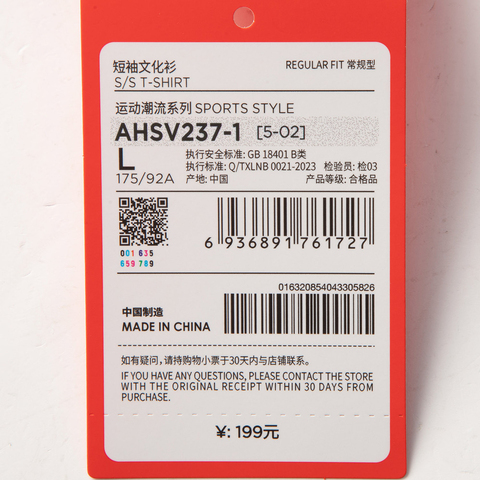 短袖文化衫
S/S T-SHIRT
REGULAR FIT 常规型
运动潮流系列 SPORTS STYLE
AHSV237-1 [5-02]
L
175/92A
执行安全标准: GB 18401 B类
执行标准: Q/TXLNB 0021-2023 检验员: 检03
产地: 中国 产品等级: 合格品
001 635
659 789
6 936891 761727
016320854043305826
中国制造
MADE IN CHINA
如有疑问，请持购物小票于30天内与店铺联系。
IF YOU HAVE ANY QUESTIONS, PLEASE CONTACT THE STORE
WITH THE ORIGINAL RECEIPT WITHIN 30 DAYS FROM
PURCHASE.
¥: 199元